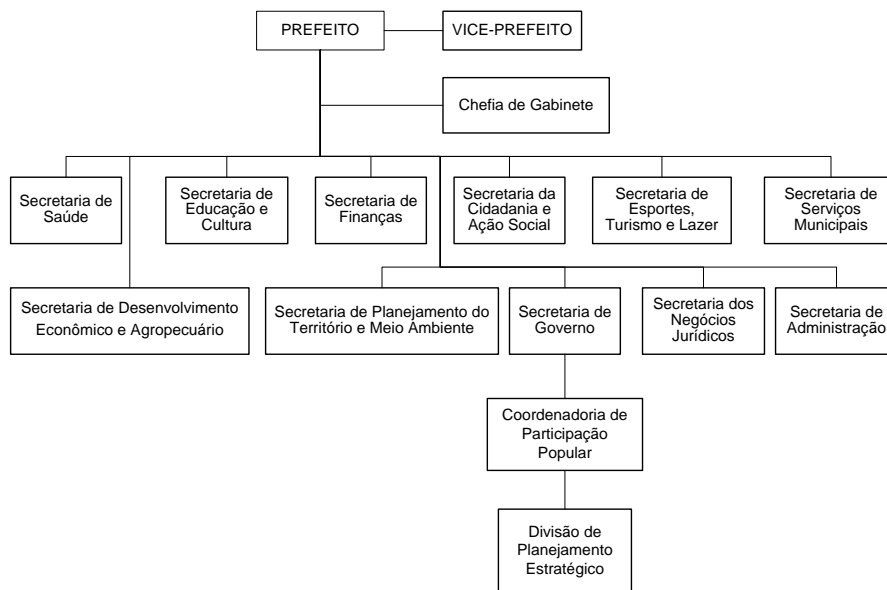 PREFEITO
VICE-PREFEITO
Chefia de Gabinete
Secretaria de
Saúde
Secretaria de
Educação e
Cultura
Secretaria de
Finanças
Secretaria da
Cidadania e
Ação Social
Secretaria de
Esportes,
Turismo e Lazer
Secretaria de
Serviços
Municipais
Secretaria de Desenvolvimento
Econômico e Agropecuário
Secretaria de Planejamento do
Território e Meio Ambiente
Secretaria de
Governo
Secretaria dos
Negócios
Jurídicos
Secretaria de
Administração
Coordenadoria de
Participação
Popular
Divisão de
Planejamento
Estratégico